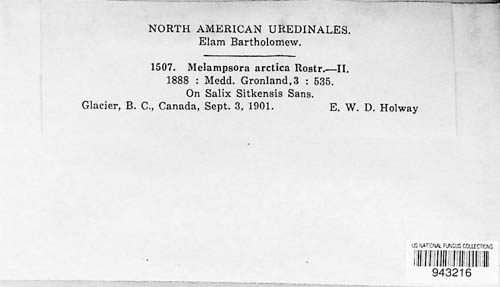 NORTH AMERICAN UREDINALES.
Elam Bartholomew.
1507. Melampsora arctica Rostr.—II.
1888 : Medd. Gronland, 3 : 535.
On Salix Sitkensis Sans.
Glacier, B. C., Canada, Sept. 3, 1901. E. W. D. Holway
US NATIONAL FUNGUS COLLECTIONS
943216